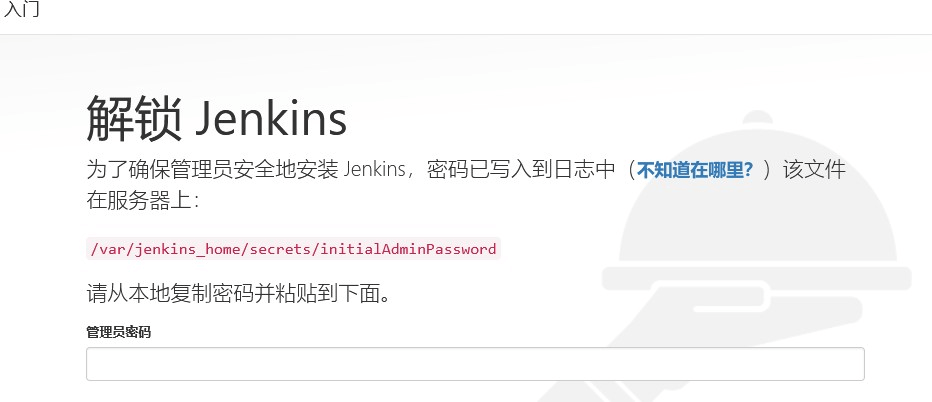 入门
解锁 Jenkins
为了确保管理员安全地安装 Jenkins，密码已写入到日志中（不知道在哪里？）该文件
在服务器上：
/var/jenkins_home/secrets/initialAdminPassword
请从本地复制密码并粘贴到下面。
管理员密码